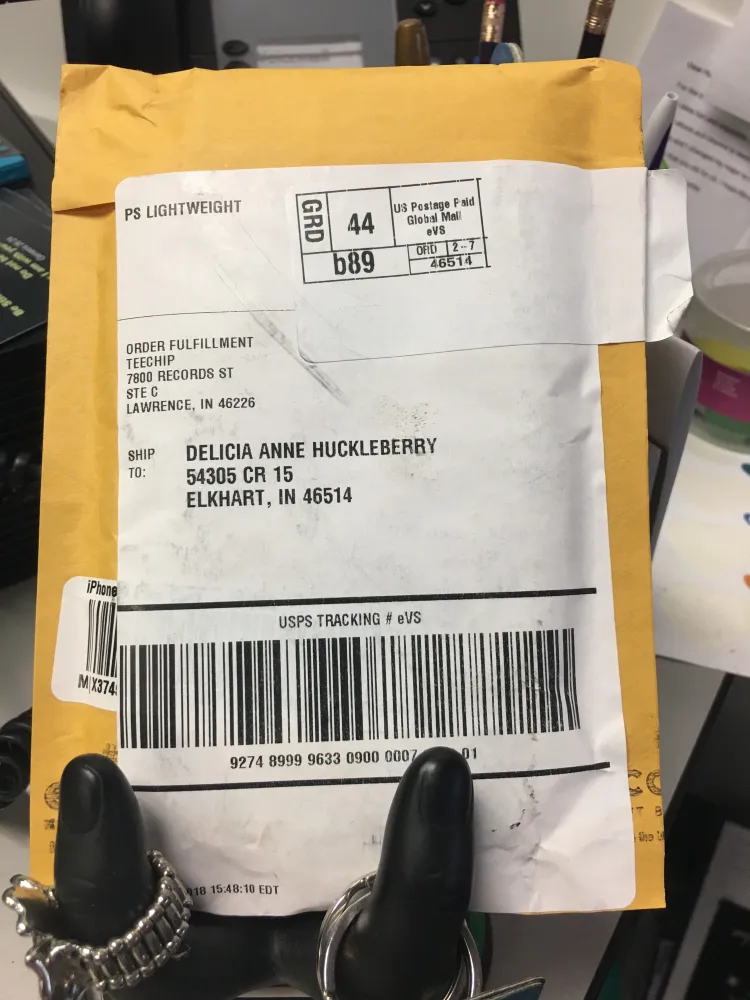 PS LIGHTWEIGHT
GRD
44
b89
US Postage Paid
Global Mail
eVS
ORD 2--7
46514
ORDER FULFILLMENT
TEECHIP
7800 RECORDS ST
STE C
LAWRENCE, IN 46226
SHIP
TO:
DELICIA ANNE HUCKLEBERRY
54305 CR 15
ELKHART, IN 46514
iPhone
USPS TRACKING # eVS
9274 8999 9633 0900 0007 01
18 15:48:10 EDT